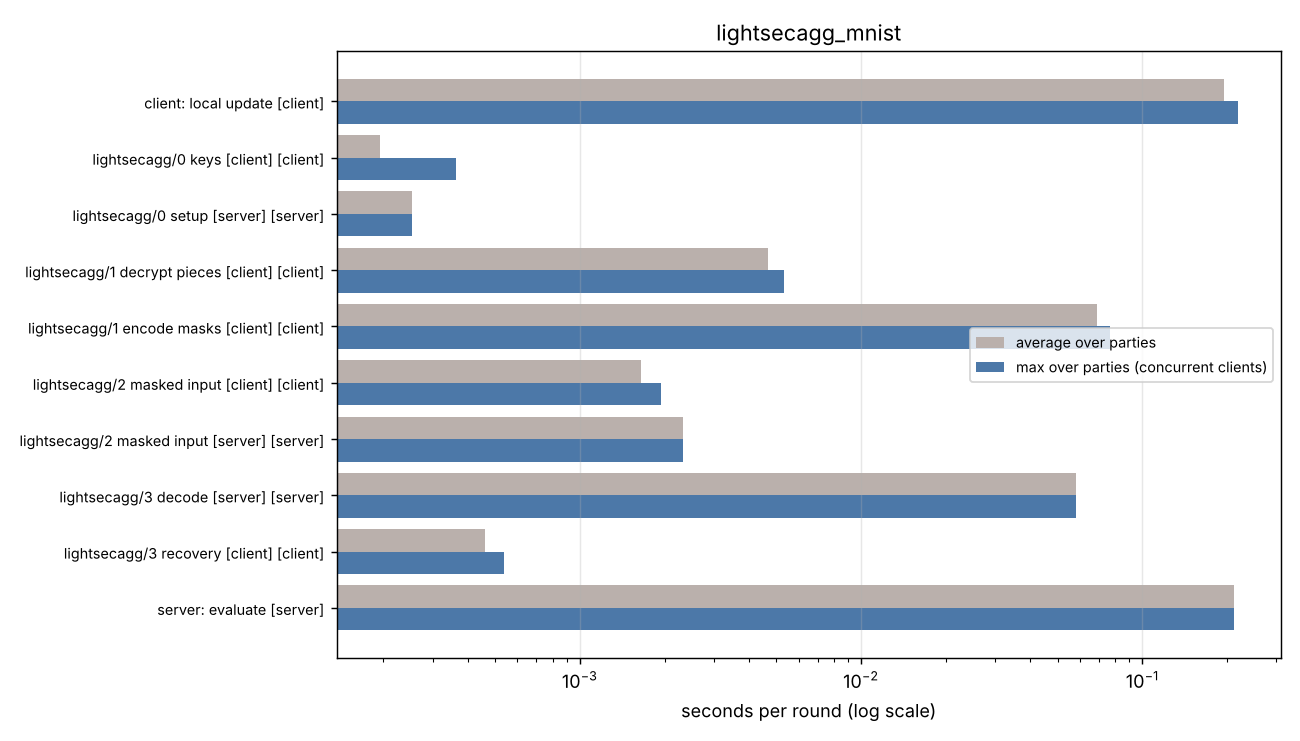 lightsecagg_mnist
client: local update [client]
lightsecagg/0 keys [client] [client]
lightsecagg/0 setup [server] [server]
lightsecagg/1 decrypt pieces [client] [client]
lightsecagg/1 encode masks [client] [client]
lightsecagg/2 masked input [client] [client]
lightsecagg/2 masked input [server] [server]
lightsecagg/3 decode [server] [server]
lightsecagg/3 recovery [client] [client]
server: evaluate [server]
average over parties
max over parties (concurrent clients)
10⁻³ 10⁻² 10⁻¹
seconds per round (log scale)